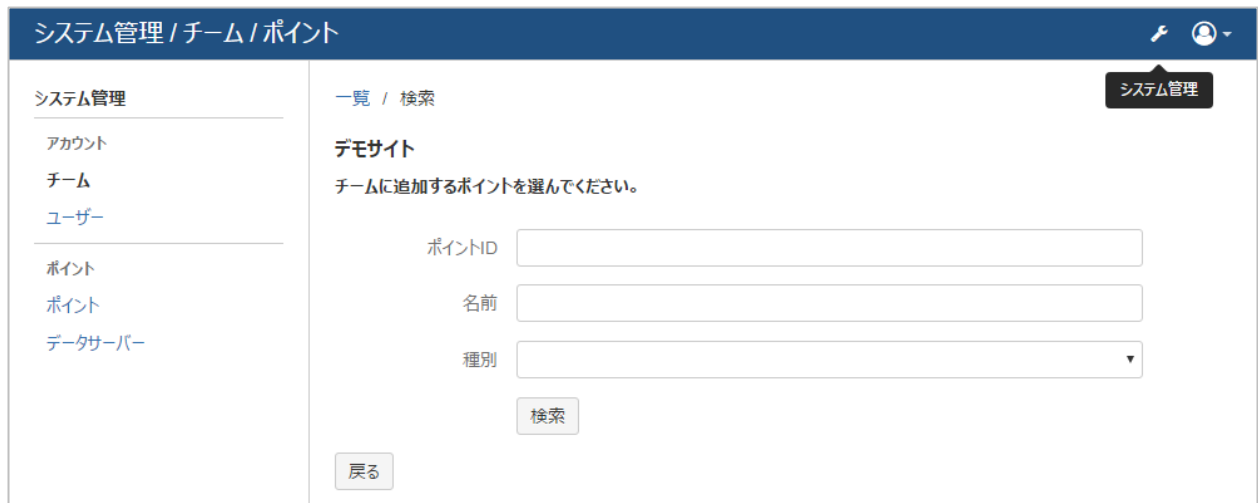 システム管理 / チーム / ポイント
システム管理
システム管理
アカウント
チーム
ユーザー
ポイント
ポイント
データサーバー
一覧 / 検索
デモサイト
チームに追加するポイントを選んでください。
ポイントID
名前
種別
検索
戻る